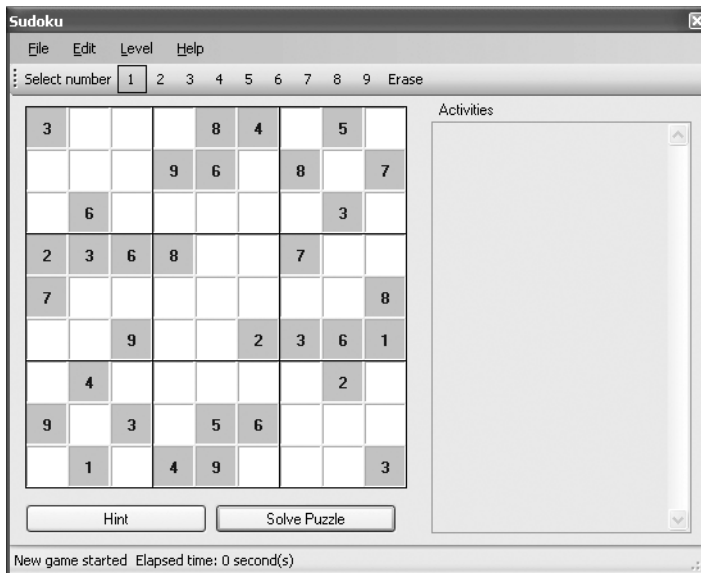 Sudoku
File Edit Level Help
Select number 1 2 3 4 5 6 7 8 9 Erase
Activities
3 8 4 5
9 6 8 7
6 3
2 3 6 8 7
7 8
9 2 3 6 1
4 2
9 3 5 6
1 4 9 3
Hint Solve Puzzle
New game started Elapsed time: 0 second(s)